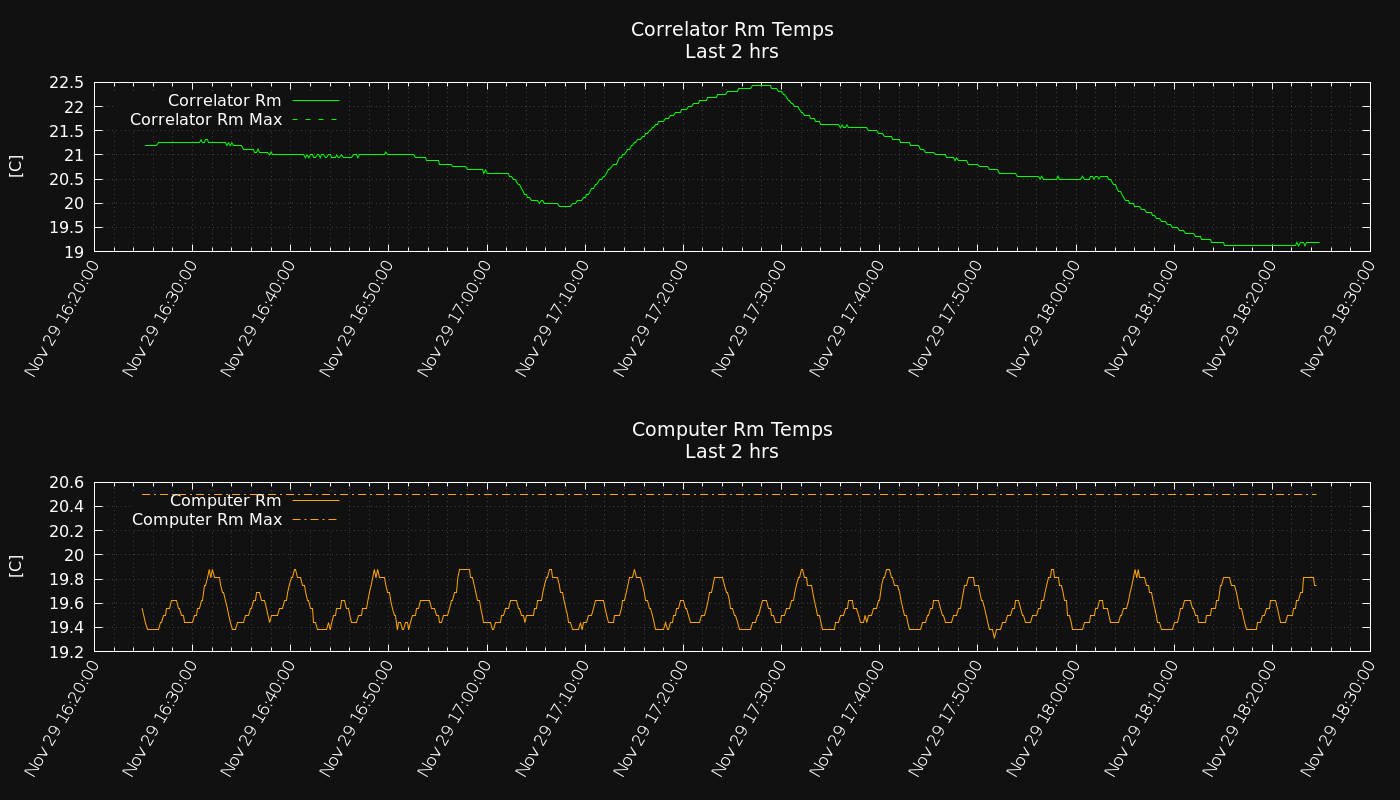 Correlator Rm Temps
Last 2 hrs
22.5
22
21.5
21
20.5
20
19.5
19
[C]
Correlator Rm
Correlator Rm Max
Nov 29 16:20:00
Nov 29 16:30:00
Nov 29 16:40:00
Nov 29 16:50:00
Nov 29 17:00:00
Nov 29 17:10:00
Nov 29 17:20:00
Nov 29 17:30:00
Nov 29 17:40:00
Nov 29 17:50:00
Nov 29 18:00:00
Nov 29 18:10:00
Nov 29 18:20:00
Nov 29 18:30:00
Computer Rm Temps
Last 2 hrs
20.6
20.4
20.2
20
19.8
19.6
19.4
19.2
[C]
Computer Rm
Computer Rm Max
Nov 29 16:20:00
Nov 29 16:30:00
Nov 29 16:40:00
Nov 29 16:50:00
Nov 29 17:00:00
Nov 29 17:10:00
Nov 29 17:20:00
Nov 29 17:30:00
Nov 29 17:40:00
Nov 29 17:50:00
Nov 29 18:00:00
Nov 29 18:10:00
Nov 29 18:20:00
Nov 29 18:30:00